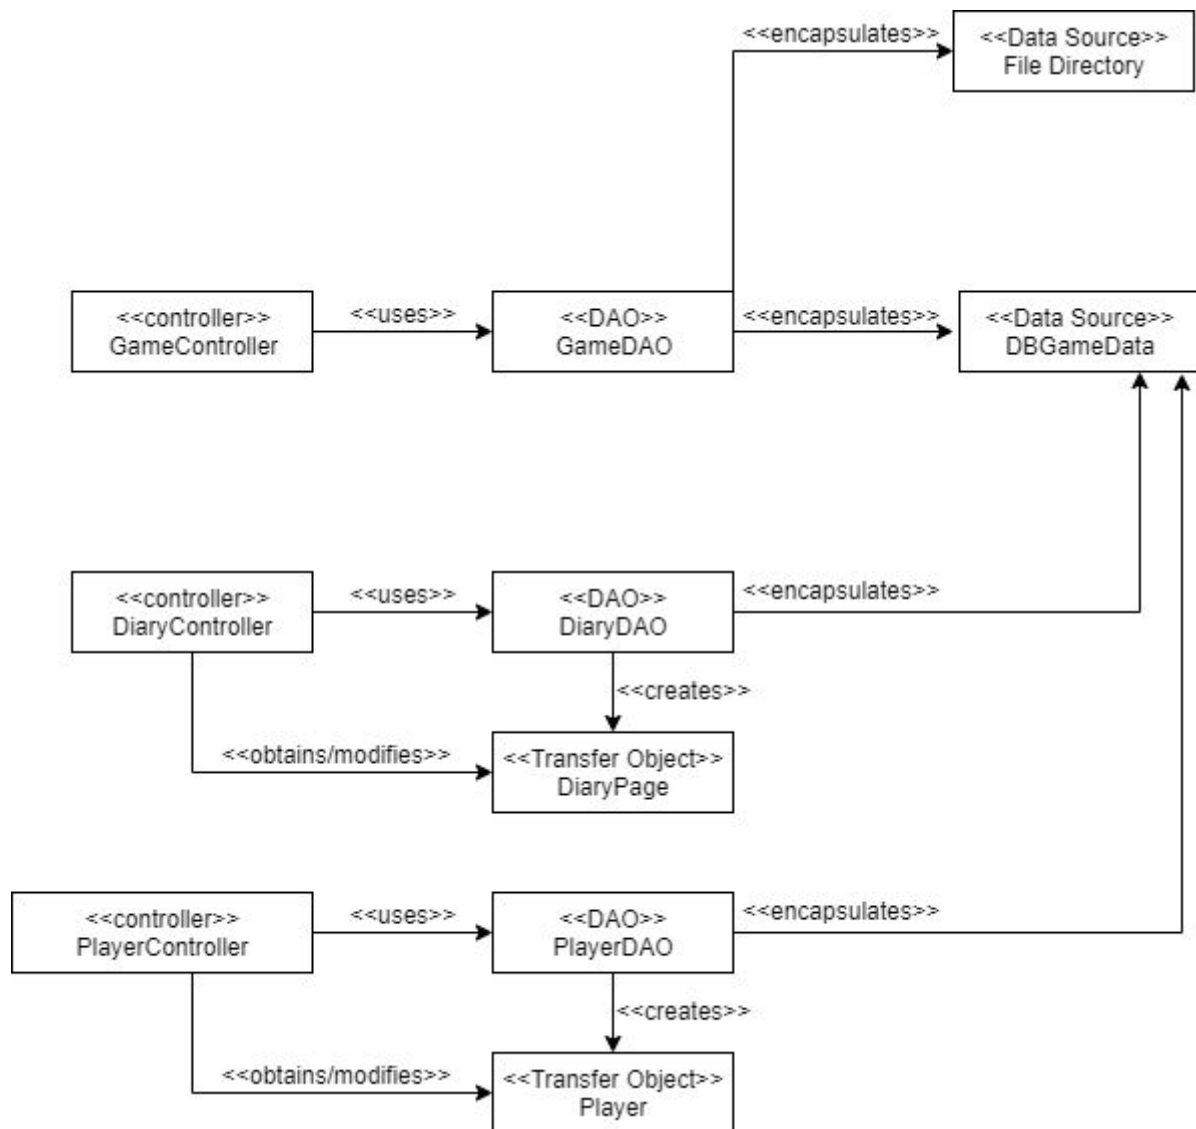 <<encapsulates>>
<<Data Source>>
File Directory
<<controller>>
GameController
<<uses>>
<<DAO>>
GameDAO
<<encapsulates>>
<<Data Source>>
DBGameData
<<controller>>
DiaryController
<<uses>>
<<DAO>>
DiaryDAO
<<encapsulates>>
<<creates>>
<<obtains/modifies>>
<<Transfer Object>>
DiaryPage
<<controller>>
PlayerController
<<uses>>
<<DAO>>
PlayerDAO
<<encapsulates>>
<<creates>>
<<obtains/modifies>>
<<Transfer Object>>
Player